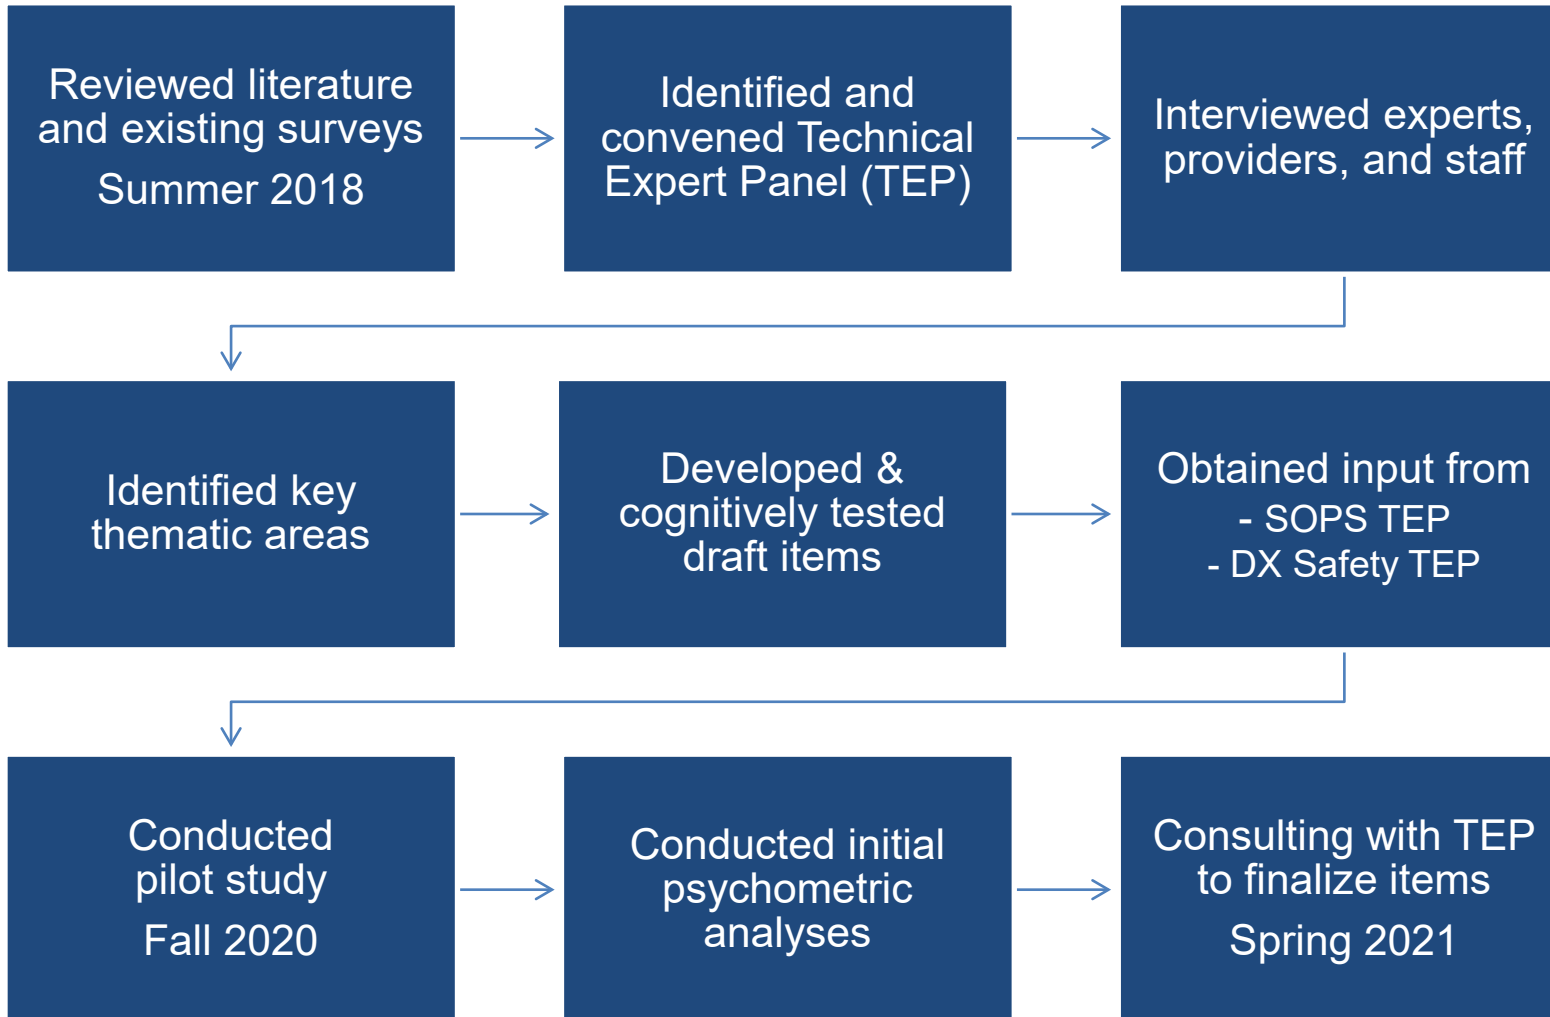 Reviewed literature
and existing surveys
Summer 2018
Identified and
convened Technical
Expert Panel (TEP)
Interviewed experts,
providers, and staff
Identified key
thematic areas
Developed &
cognitively tested
draft items
Obtained input from
- SOPS TEP
- DX Safety TEP
Conducted
pilot study
Fall 2020
Conducted initial
psychometric
analyses
Consulting with TEP
to finalize items
Spring 2021